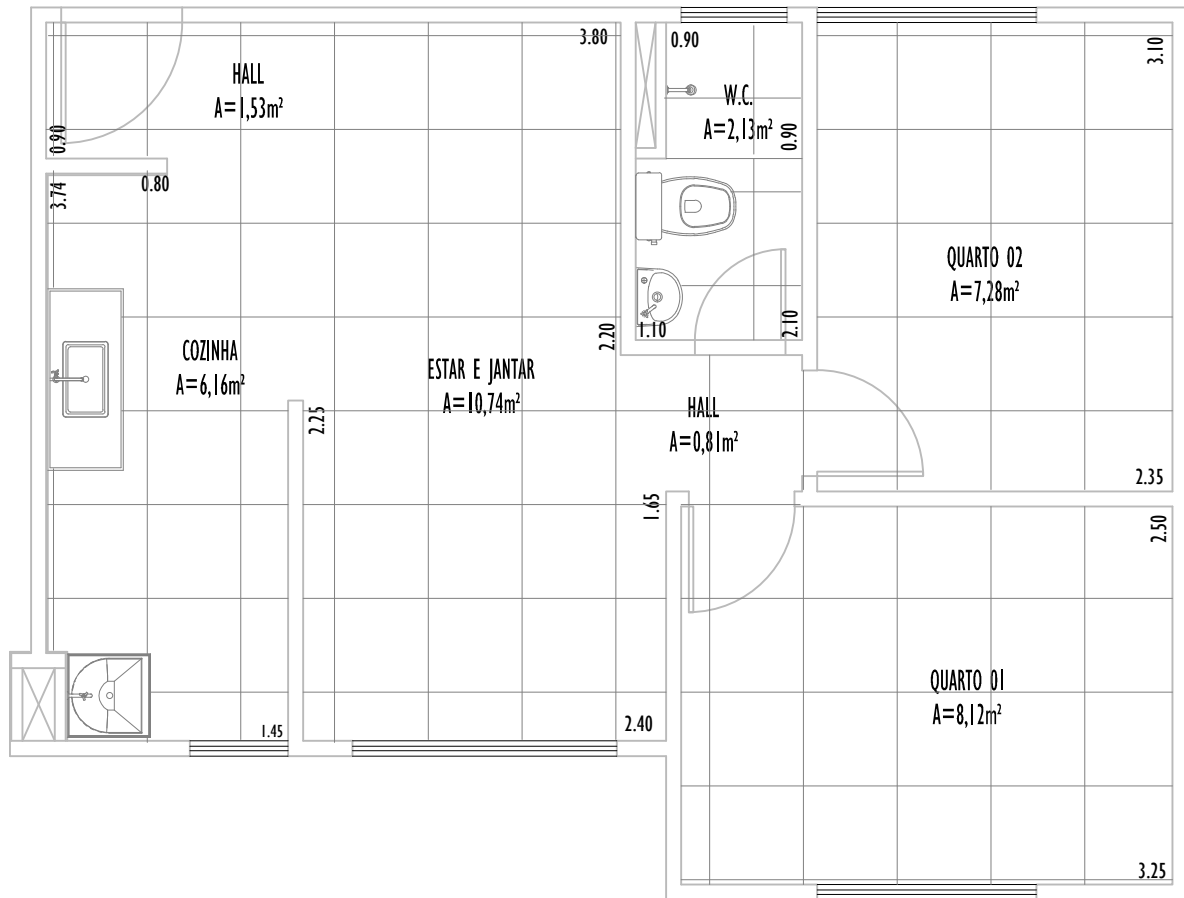 3.80
0.90
3.10
HALL
A=1,53m²
W.C.
A=2,13m²
0.90
0.90
3.74
0.80
QUARTO 02
A=7,28m²
1.10
2.10
2.20
COZINHA
A=6,16m²
ESTAR E JANTAR
A=10,74m²
HALL
A=0,81m²
2.25
2.35
1.65
2.50
QUARTO 01
A=8,12m²
1.45
2.40
3.25